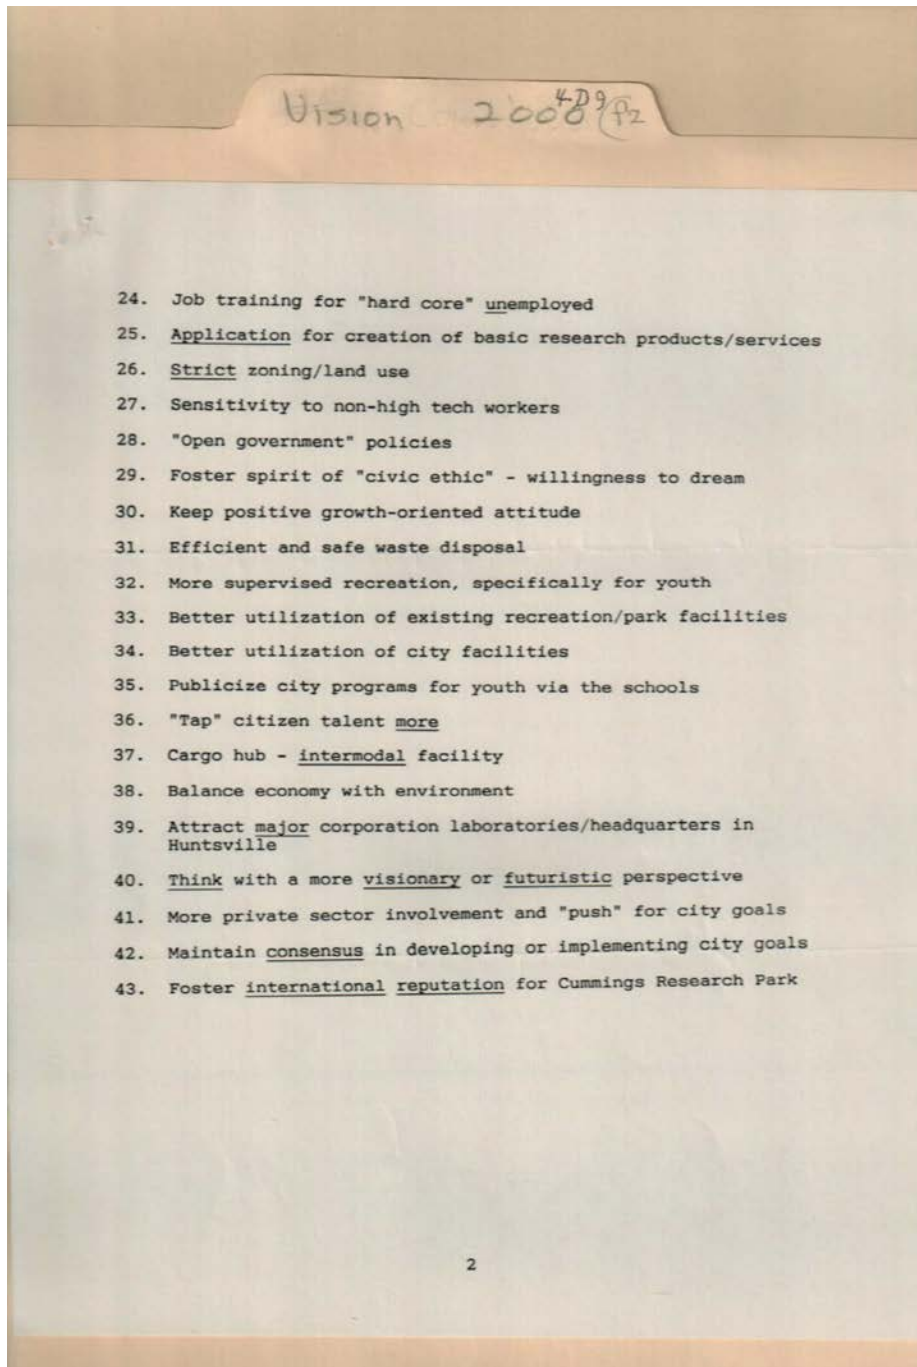 Vision 2000 4-D9 P2
24. Job training for "hard core" unemployed
25. Application for creation of basic research products/services
26. Strict zoning/land use
27. Sensitivity to non-high tech workers
28. "Open government" policies
29. Foster spirit of "civic ethic" - willingness to dream
30. Keep positive growth-oriented attitude
31. Efficient and safe waste disposal
32. More supervised recreation, specifically for youth
33. Better utilization of existing recreation/park facilities
34. Better utilization of city facilities
35. Publicize city programs for youth via the schools
36. "Tap" citizen talent more
37. Cargo hub - intermodal facility
38. Balance economy with environment
39. Attract major corporation laboratories/headquarters in
Huntsville
40. Think with a more visionary or futuristic perspective
41. More private sector involvement and "push" for city goals
42. Maintain consensus in developing or implementing city goals
43. Foster international reputation for Cummings Research Park
2